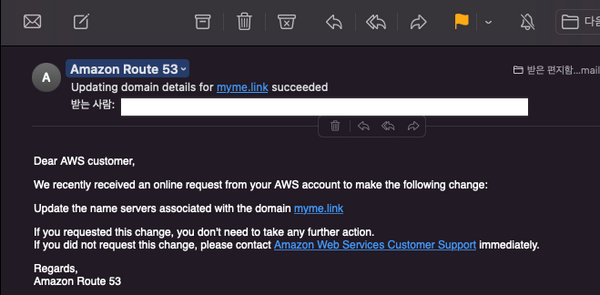 A
Amazon Route 53
받은 편지함...mail
Updating domain details for myme.link succeeded
받는 사람:
Dear AWS customer,
We recently received an online request from your AWS account to make the following change:
Update the name servers associated with the domain myme.link
If you requested this change, you don't need to take any further action.
If you did not request this change, please contact Amazon Web Services Customer Support immediately.
Regards,
Amazon Route 53